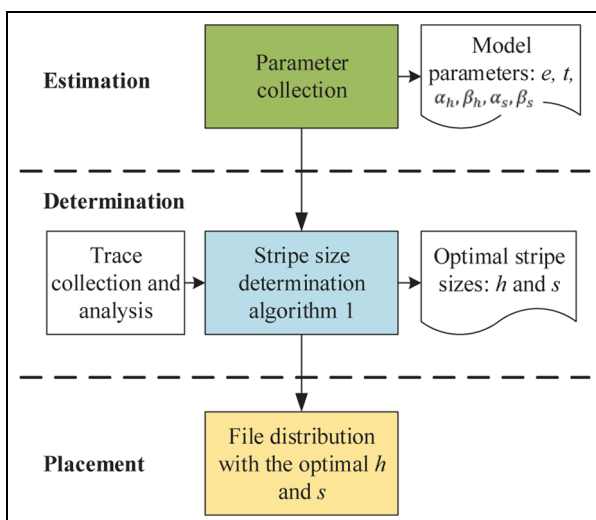 Estimation
Parameter
collection
Model
parameters: e, t,
αₕ, βₕ, αₛ, βₛ
Determination
Trace
collection and
analysis
Stripe size
determination
algorithm 1
Optimal stripe
sizes: h and s
Placement
File distribution
with the optimal h
and s